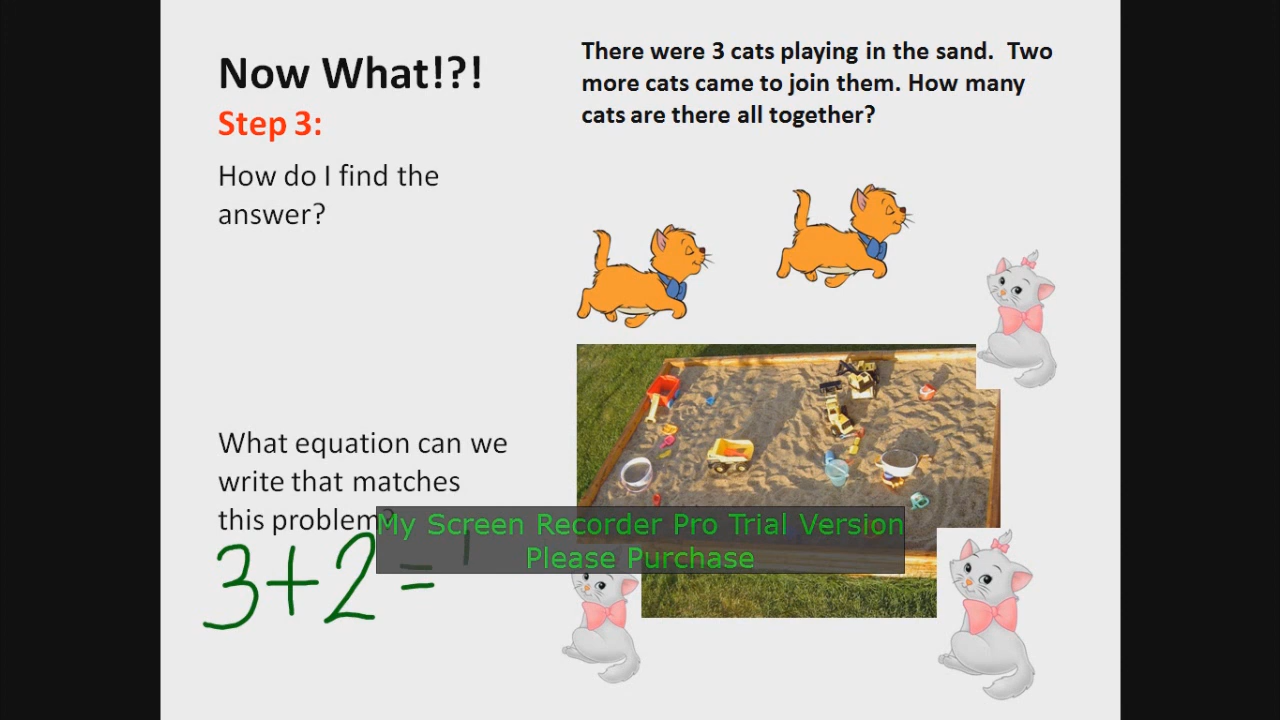 Now What!?!
Step 3:
How do I find the
answer?
There were 3 cats playing in the sand.  Two
more cats came to join them. How many
cats are there all together?
What equation can we
write that matches
this problem?
3+2=
My Screen Recorder Pro Trial Version
Please Purchase